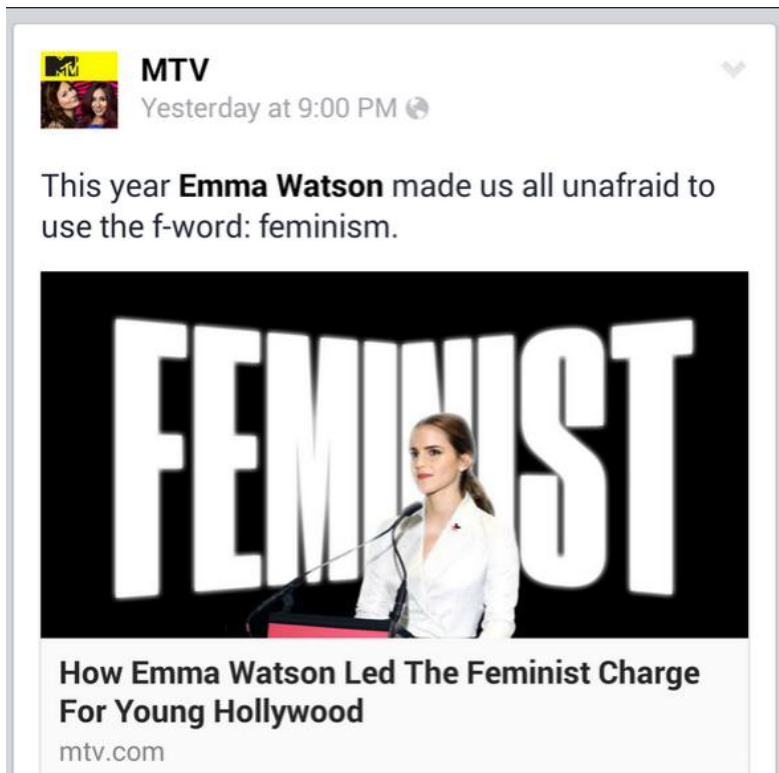 MTV
MTV
Yesterday at 9:00 PM
This year Emma Watson made us all unafraid to
use the f-word: feminism.
FEMINIST
How Emma Watson Led The Feminist Charge
For Young Hollywood
mtv.com